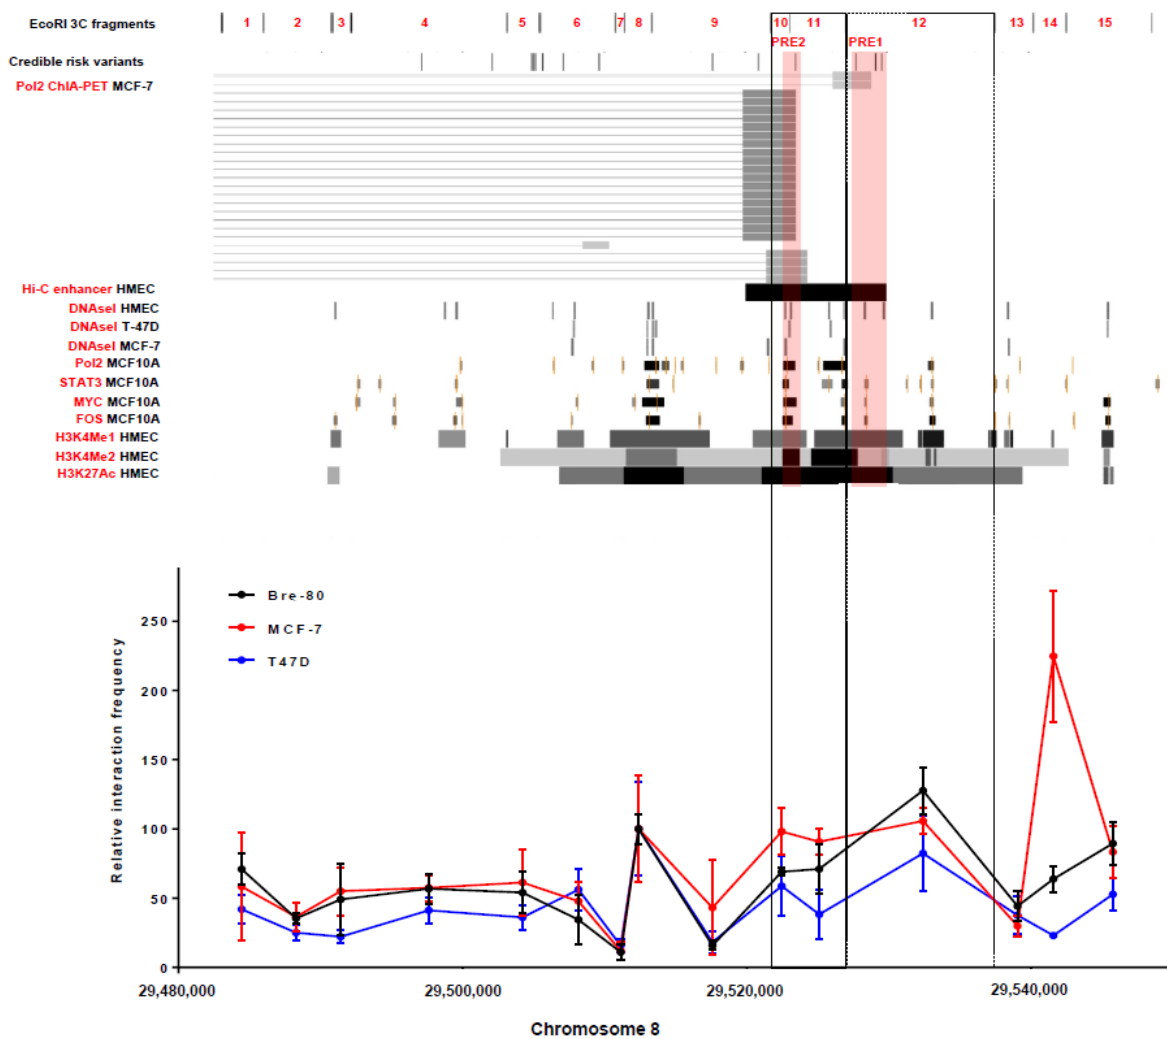 EcoRI 3C fragments 1 2 3 4 5 6 7 8 9 10 11 12 13 14 15
PRE2 PRE1
Credible risk variants
Pol2 ChIA-PET MCF-7
Hi-C enhancer HMEC
DNAseI HMEC
DNAseI T-47D
DNAseI MCF-7
Pol2 MCF10A
STAT3 MCF10A
MYC MCF10A
FOS MCF10A
H3K4Me1 HMEC
H3K4Me2 HMEC
H3K27Ac HMEC
Bre-80
MCF-7
T47D
Relative interaction frequency
250
200
150
100
50
0
29,480,000 29,500,000 29,520,000 29,540,000
Chromosome 8